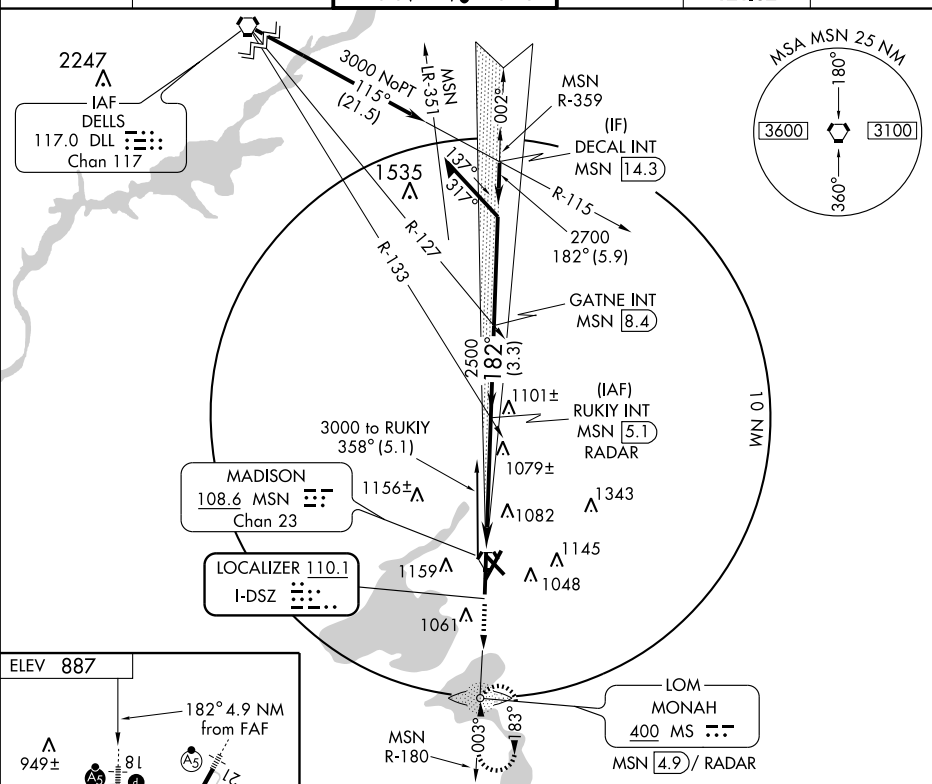 2247
IAF
DELLS
117.0 DLL
Chan 117
3000 NoPT
115°
(21.5)
MSN
LR-351
002°
MSN
R-359
(IF)
DECAL INT
MSN 14.3
MSA MSN 25 NM
180°
3600
3100
360°
1535
137°
317°
R-115
R-127
R-133
2700
182° (5.9)
GATNE INT
MSN 8.4
2500
182°
(3.3)
1101±
(IAF)
RUKIY INT
MSN 5.1
RADAR
10 NM
3000 to RUKIY
358° (5.1)
1079±
MADISON
108.6 MSN
Chan 23
1156±
1343
1082
LOCALIZER 110.1
I-DSZ
1159
1145
1048
1061
ELEV 887
182° 4.9 NM
from FAF
949±
A5
18
A5
21
MSN
R-180
003°
183°
LOM
MONAH
400 MS
MSN 4.9 / RADAR